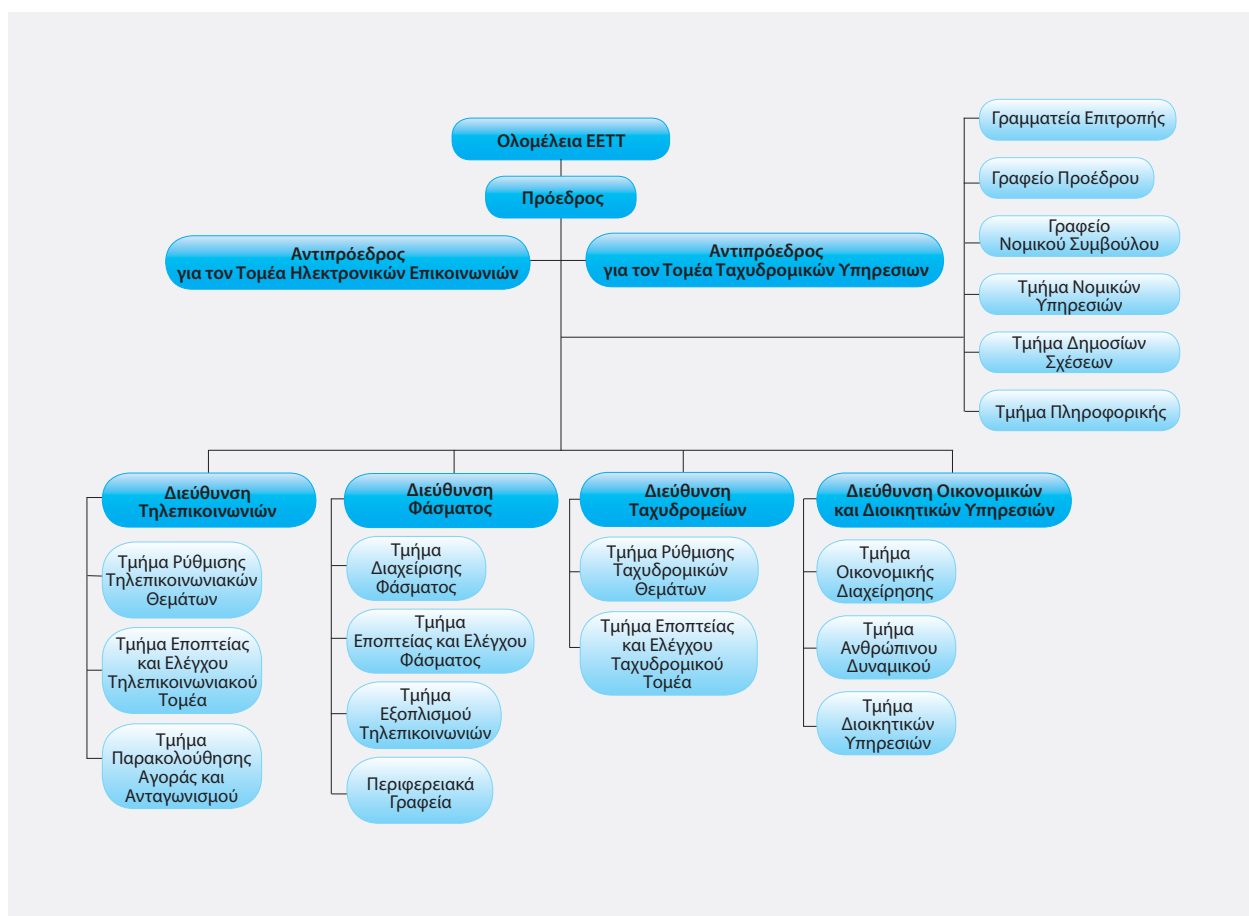 Ολομέλεια ΕΕΤΤ
Πρόεδρος
Αντιπρόεδρος
για τον Τομέα Ηλεκτρονικών Επικοινωνιών
Αντιπρόεδρος
για τον Τομέα Ταχυδρομικών Υπηρεσιων
Γραμματεία Επιτροπής
Γραφείο Προέδρου
Γραφείο
Νομικού Συμβούλου
Τμήμα Νομικών
Υπηρεσιών
Τμήμα Δημοσίων
Σχέσεων
Τμήμα Πληροφορικής
Διεύθυνση
Τηλεπικοινωνιών
Τμήμα Ρύθμισης
Τηλεπικοινωνιακών
Θεμάτων
Τμήμα Εποπτείας
και Ελέγχου
Τηλεπικοινωνιακού
Τομέα
Τμήμα
Παρακολούθησης
Αγοράς και
Ανταγωνισμού
Διεύθυνση
Φάσματος
Τμήμα
Διαχείρισης
Φάσματος
Τμήμα
Εποπτείας και Ελέγχου
Φάσματος
Τμήμα
Εξοπλισμού
Τηλεπικοινωνιών
Περιφερειακά
Γραφεία
Διεύθυνση
Ταχυδρομείων
Τμήμα Ρύθμισης
Ταχυδρομικών
Θεμάτων
Τμήμα Εποπτείας
και Ελέγχου
Ταχυδρομικού
Τομέα
Διεύθυνση Οικονομικών
και Διοικητικών Υπηρεσιών
Τμήμα
Οικονομικής
Διαχείρησης
Τμήμα
Ανθρώπινου
Δυναμικού
Τμήμα
Διοικητικών
Υπηρεσιών